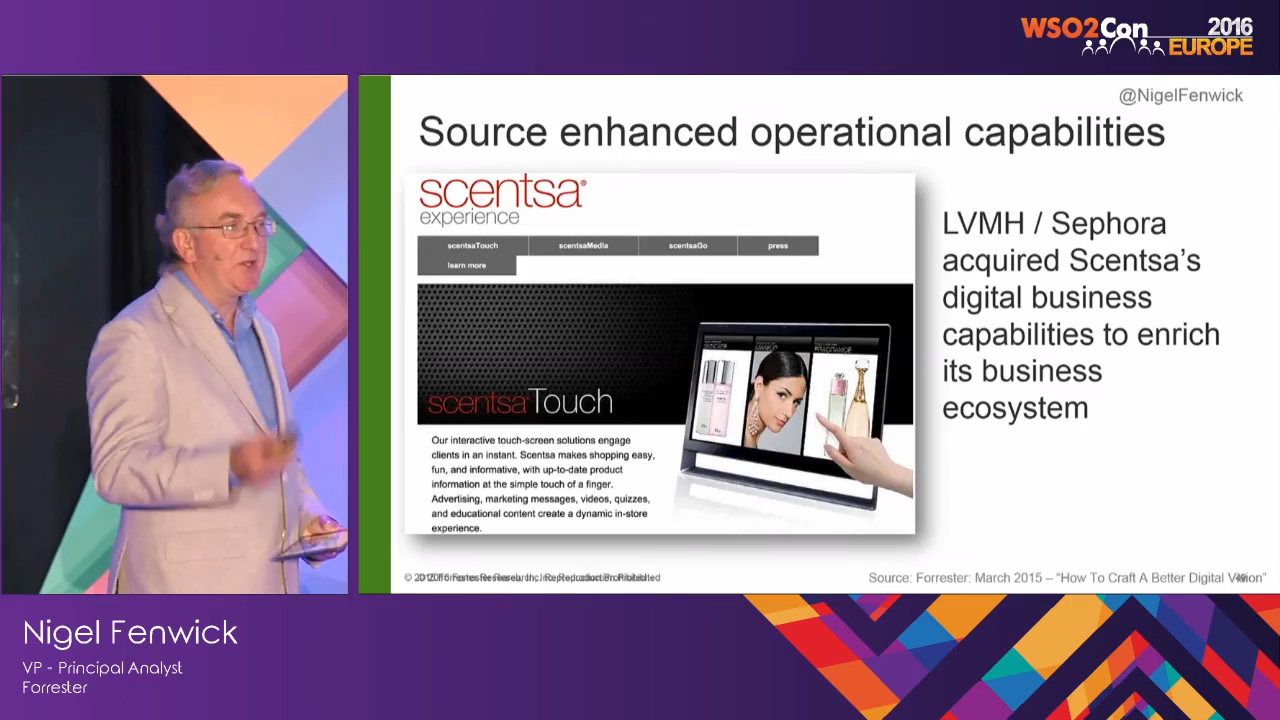 WSO2Con 2016
EUROPE
@NigelFenwick
Source enhanced operational capabilities
scentsa®
experience
scentsaTouch scentsaMedia scentsaGo press
learn more
SKINCARE MAKEUP FRAGRANCE
scentsaTouch
Our interactive touch-screen solutions engage
clients in an instant. Scentsa makes shopping easy,
fun, and informative, with up-to-date product
information at the simple touch of a finger.
Advertising, marketing messages, videos, quizzes,
and educational content create a dynamic in-store
experience.
LVMH / Sephora
acquired Scentsa’s
digital business
capabilities to enrich
its business
ecosystem
Source: Forrester: March 2015 – “How To Craft A Better Digital Vision”
Nigel Fenwick
VP - Principal Analyst
Forrester